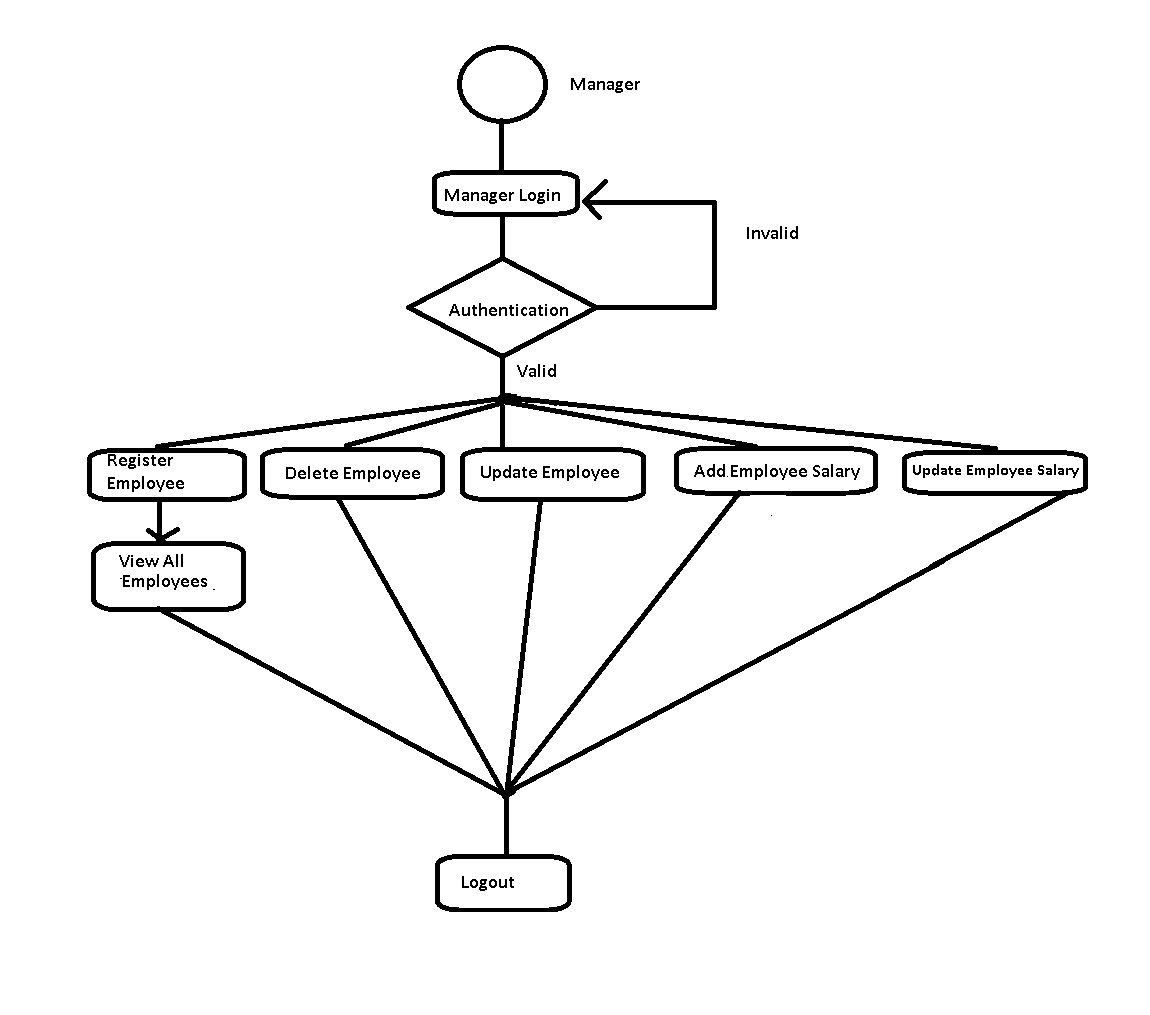 Manager
Manager Login
Invalid
Authentication
Valid
Register
Employee
Delete Employee
Update Employee
Add Employee Salary
Update Employee Salary
View All
Employees
Logout